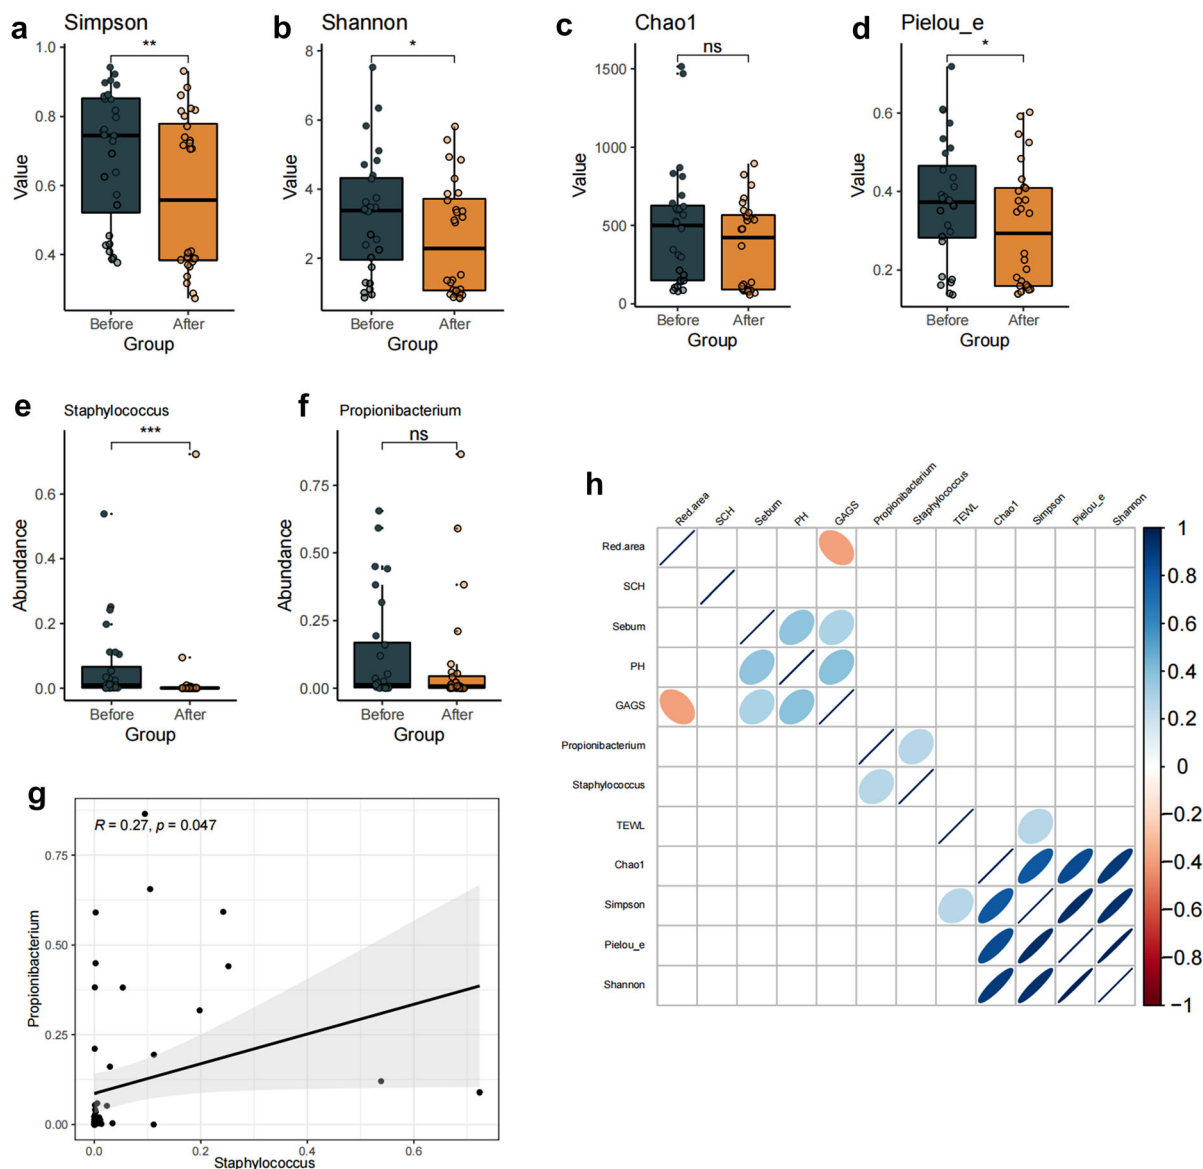 a
Simpson
**
1.0
0.8
0.6
0.4
Value
Before
After
Group
b
Shannon
*
8
6
4
2
Value
Before
After
Group
c
Chao1
ns
1500
1000
500
0
Value
Before
After
Group
d
Pielou_e
*
0.6
0.4
0.2
Value
Before
After
Group
e
Staphylococcus
***
0.6
0.4
0.2
0.0
Abundance
Before
After
Group
f
Propionibacterium
ns
0.75
0.50
0.25
0.00
Abundance
Before
After
Group
g
R = 0.27, p = 0.047
0.75
0.50
0.25
0.00
Propionibacterium
0.0
0.2
0.4
0.6
Staphylococcus
h
Red.area
SCH
Sebum
PH
GAGS
Propionibacterium
Staphylococcus
TEWL
Chao1
Simpson
Pielou_e
Shannon
Red.area
SCH
Sebum
PH
GAGS
Propionibacterium
Staphylococcus
TEWL
Chao1
Simpson
Pielou_e
Shannon
1
0.8
0.6
0.4
0.2
0
−0.2
−0.4
−0.6
−0.8
−1